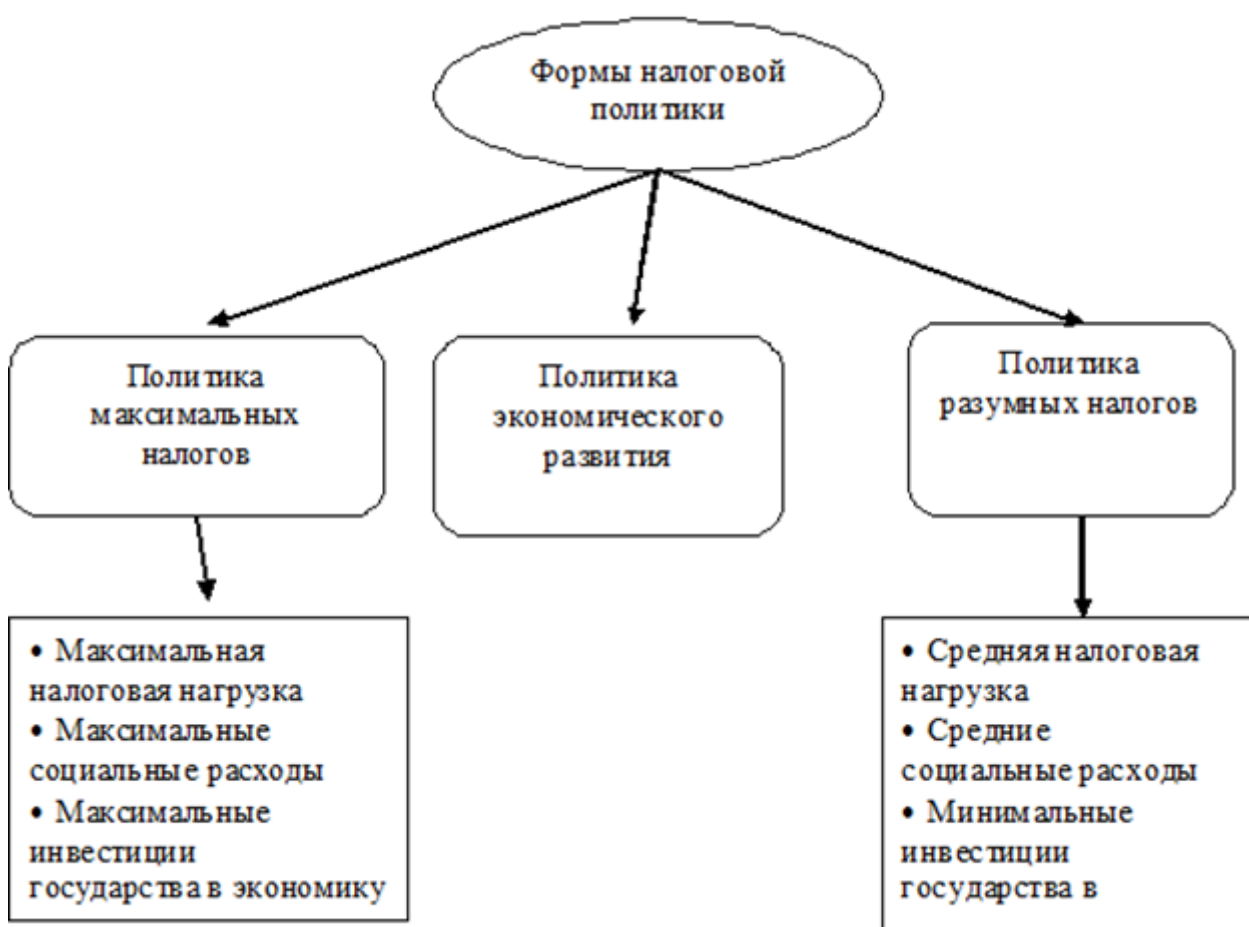 Формы налоговой
политики
Политика
максимальных
налогов
Политика
экономического
развития
Политика
разумных налогов
• Максимальная
налоговая нагрузка
• Максимальные
социальные расходы
• Максимальные
инвестиции
государства в экономику
• Средняя налоговая
нагрузка
• Средние
социальные расходы
• Минимальные
инвестиции
государства в